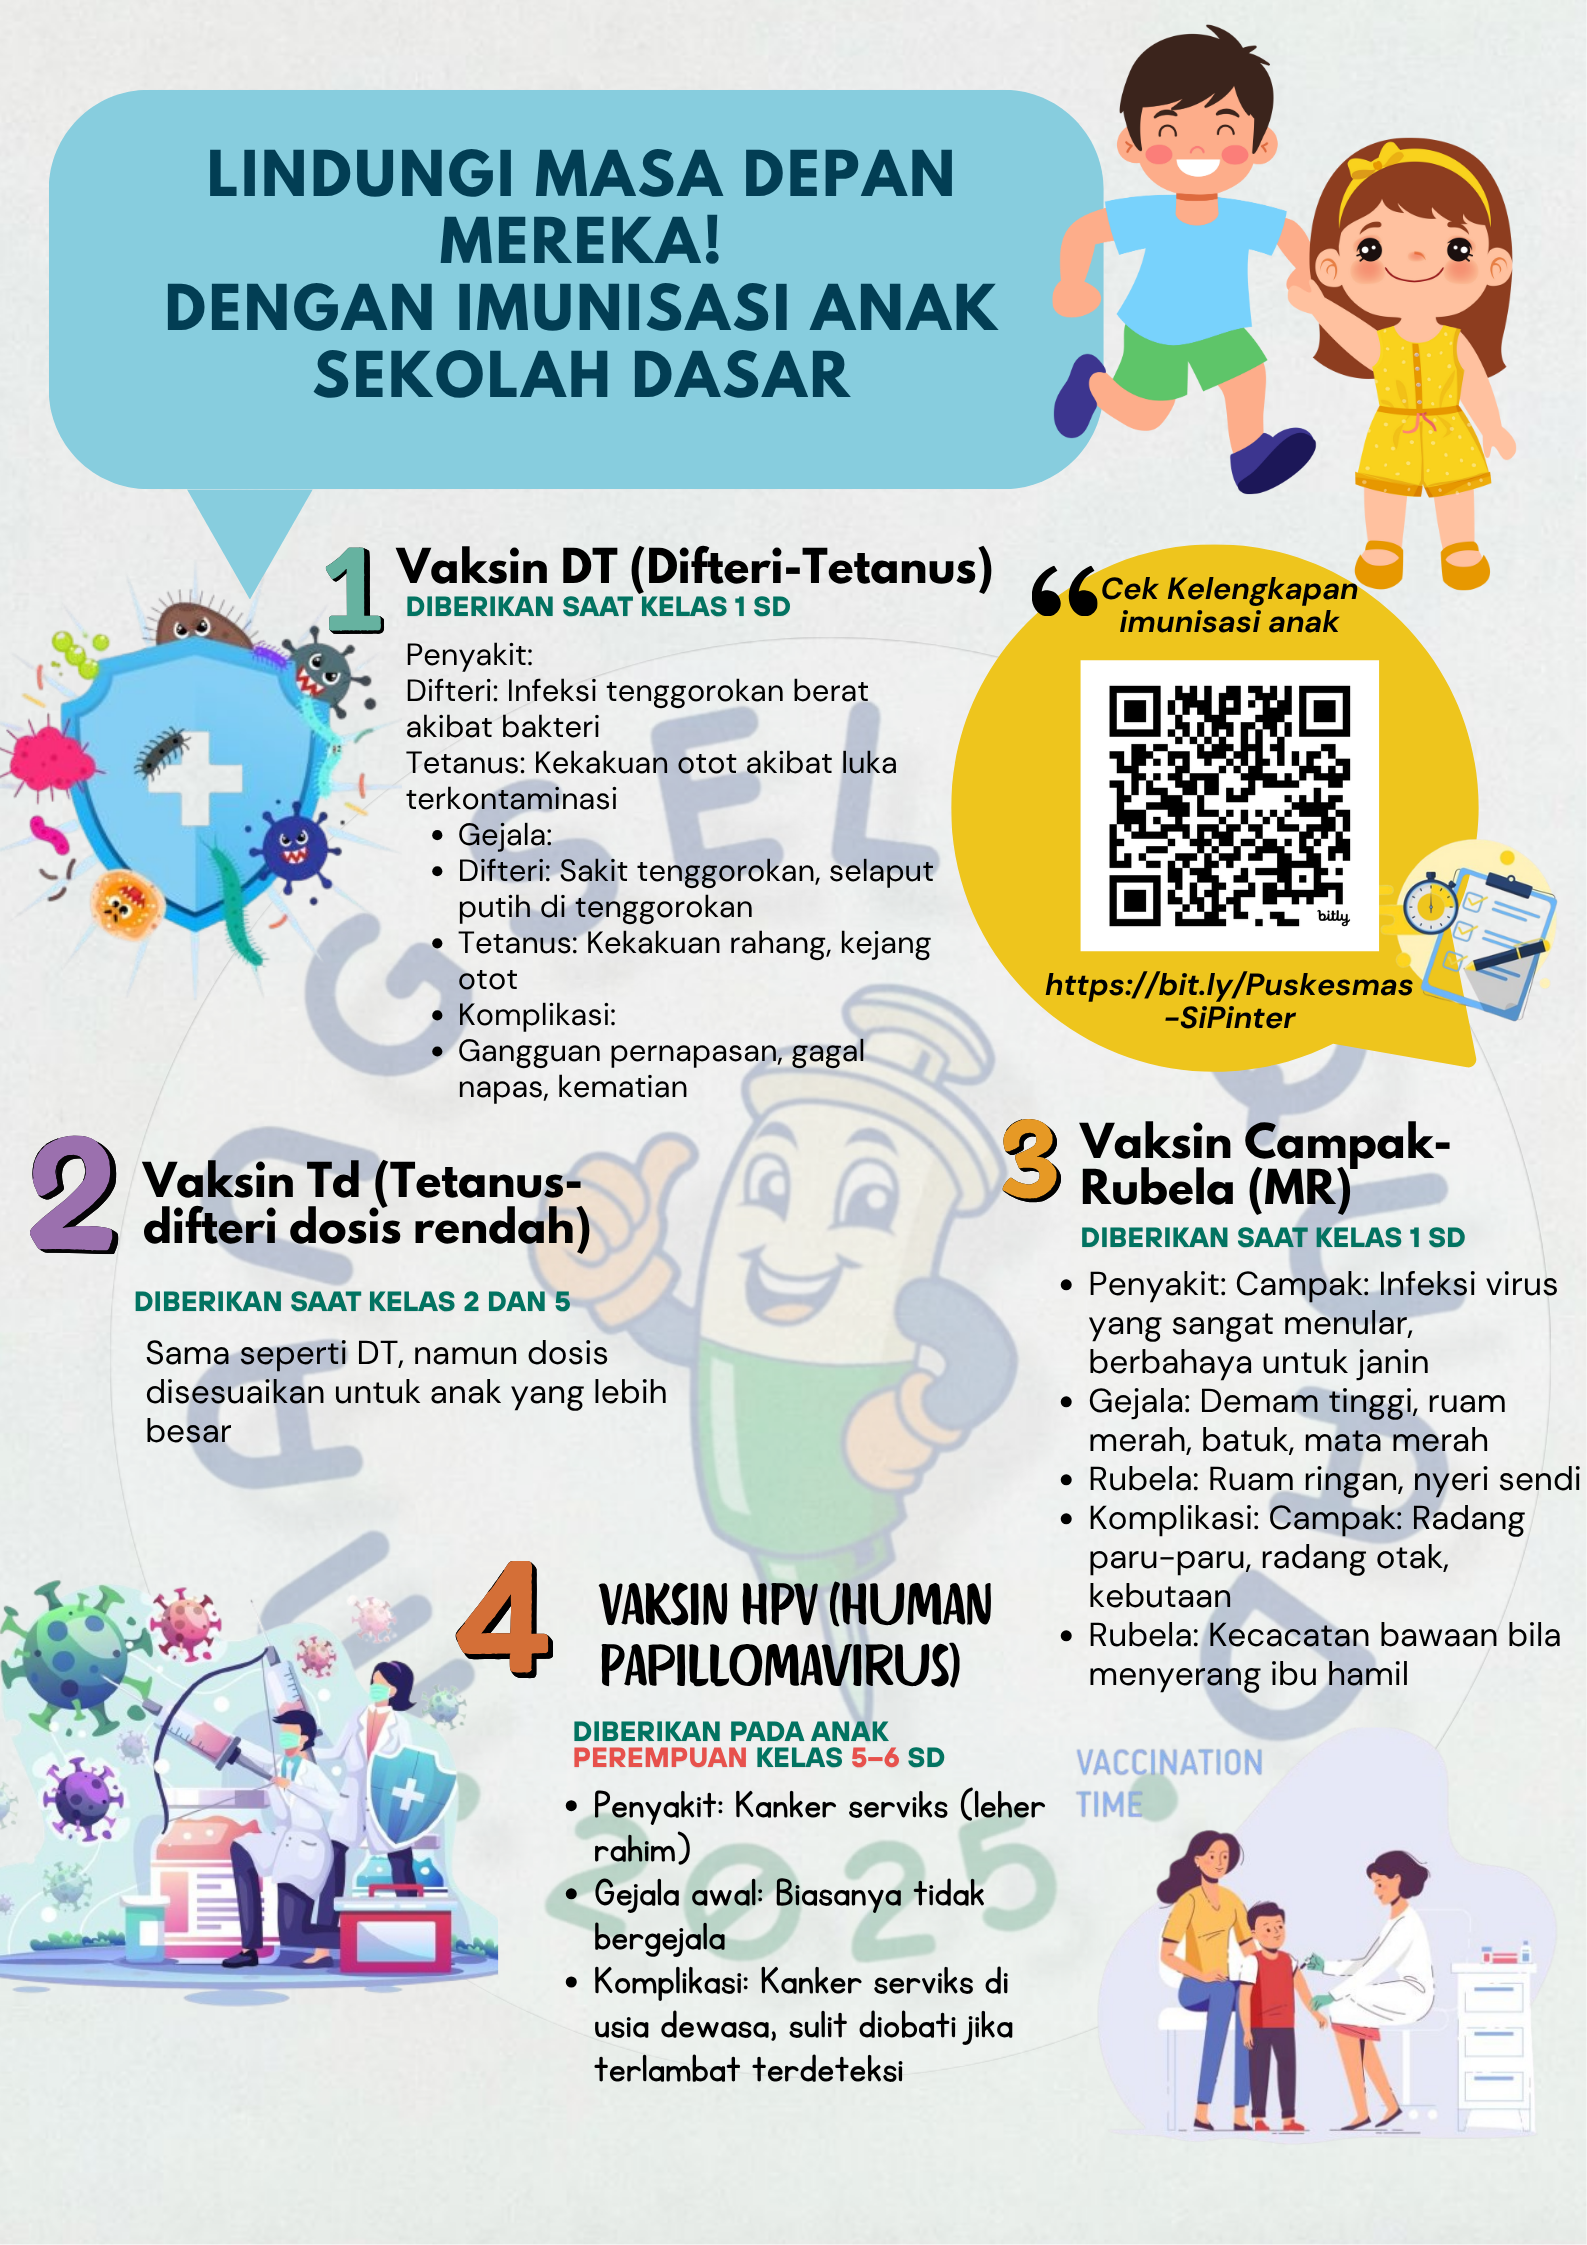 LINDUNGI MASA DEPAN
MEREKA!
DENGAN IMUNISASI ANAK
SEKOLAH DASAR
1
Vaksin DT (Difteri-Tetanus)
DIBERIKAN SAAT KELAS 1 SD
Penyakit:
Difteri: Infeksi tenggorokan berat
akibat bakteri
Tetanus: Kekakuan otot akibat luka
terkontaminasi
• Gejala:
• Difteri: Sakit tenggorokan, selaput
putih di tenggorokan
• Tetanus: Kekakuan rahang, kejang
otot
• Komplikasi:
• Gangguan pernapasan, gagal
napas, kematian
“Cek Kelengkapan
imunisasi anak
bitly
https://bit.ly/Puskesmas
-SiPinter
2
Vaksin Td (Tetanus-
difteri dosis rendah)
DIBERIKAN SAAT KELAS 2 DAN 5
Sama seperti DT, namun dosis
disesuaikan untuk anak yang lebih
besar
3
Vaksin Campak-
Rubela (MR)
DIBERIKAN SAAT KELAS 1 SD
• Penyakit: Campak: Infeksi virus
yang sangat menular,
berbahaya untuk janin
• Gejala: Demam tinggi, ruam
merah, batuk, mata merah
• Rubela: Ruam ringan, nyeri sendi
• Komplikasi: Campak: Radang
paru-paru, radang otak,
kebutaan
• Rubela: Kecacatan bawaan bila
menyerang ibu hamil
4
VAKSIN HPV (HUMAN
PAPILLOMAVIRUS)
DIBERIKAN PADA ANAK
PEREMPUAN KELAS 5–6 SD
• Penyakit: Kanker serviks (leher
rahim)
• Gejala awal: Biasanya tidak
bergejala
• Komplikasi: Kanker serviks di
usia dewasa, sulit diobati jika
terlambat terdeteksi
VACCINATION
TIME
2025